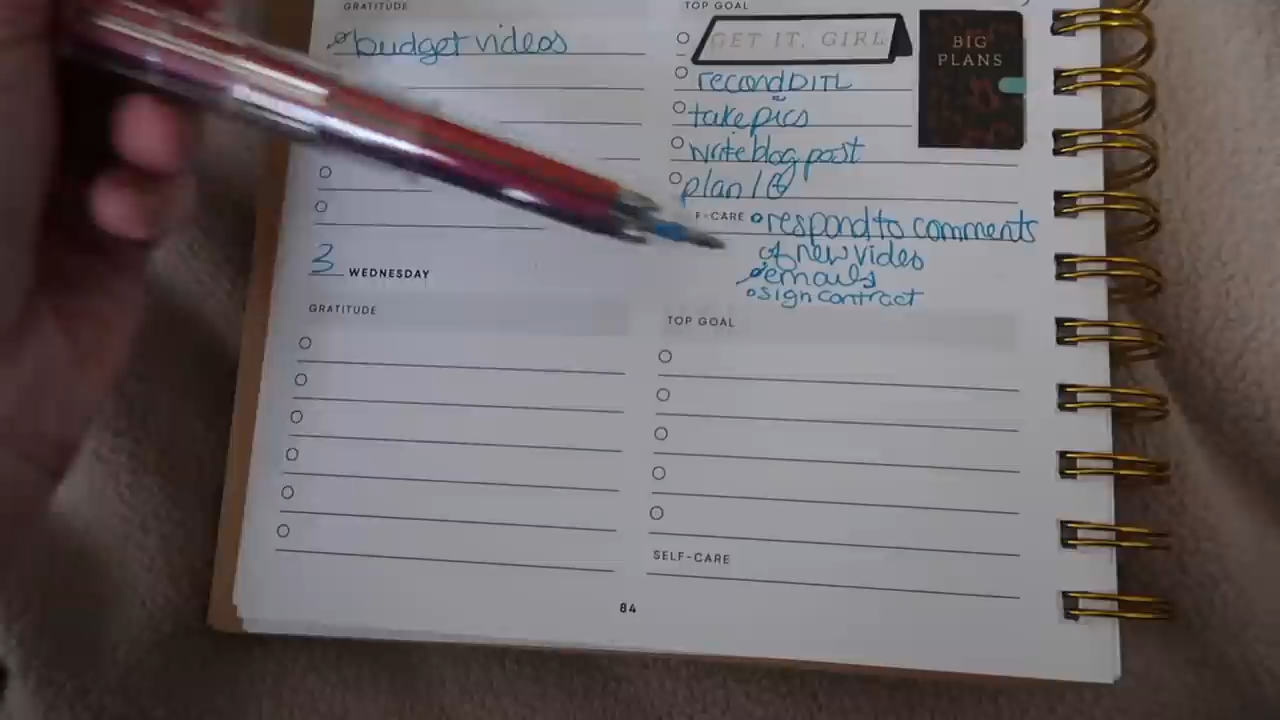 GRATITUDE
budget videos
TOP GOAL
GET IT, GIRL
BIG
PLANS
record DITL
take pics
write blog post
plan IG
F-CARE
respond to comments
of new video
emails
sign contract
3 WEDNESDAY
GRATITUDE
TOP GOAL
SELF-CARE
84